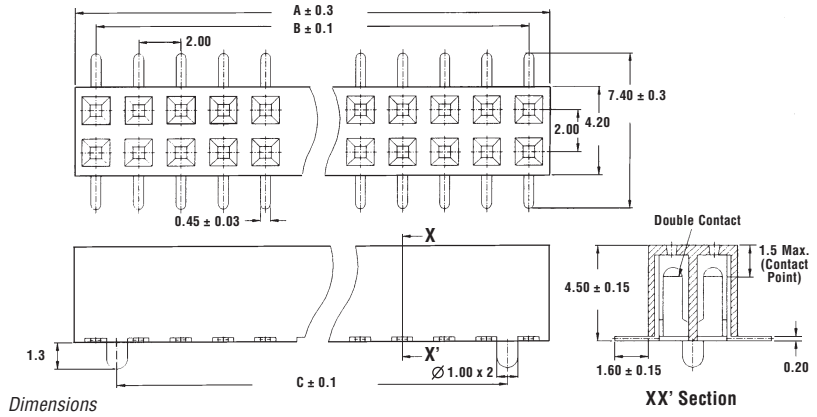 A ± 0.3
B ± 0.1
2.00
7.40 ± 0.3
2.00
4.20
0.45 ± 0.03
X
Double Contact
1.5 Max.
(Contact
Point)
4.50 ± 0.15
1.3
X'
Ø 1.00 x 2
C ± 0.1
1.60 ± 0.15
0.20
XX' Section
Dimensions